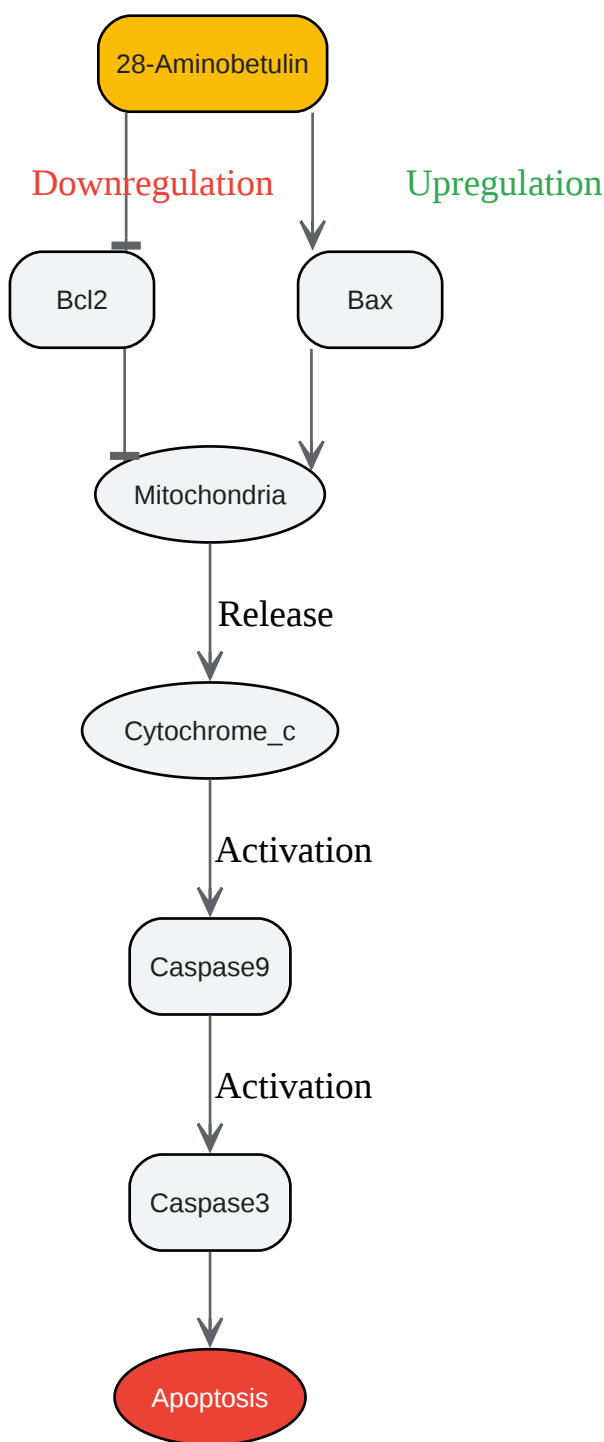 28-Aminobetulin
Downregulation
Upregulation
Bcl2
Bax
Mitochondria
Release
Cytochrome_c
Activation
Caspase9
Activation
Caspase3
Apoptosis